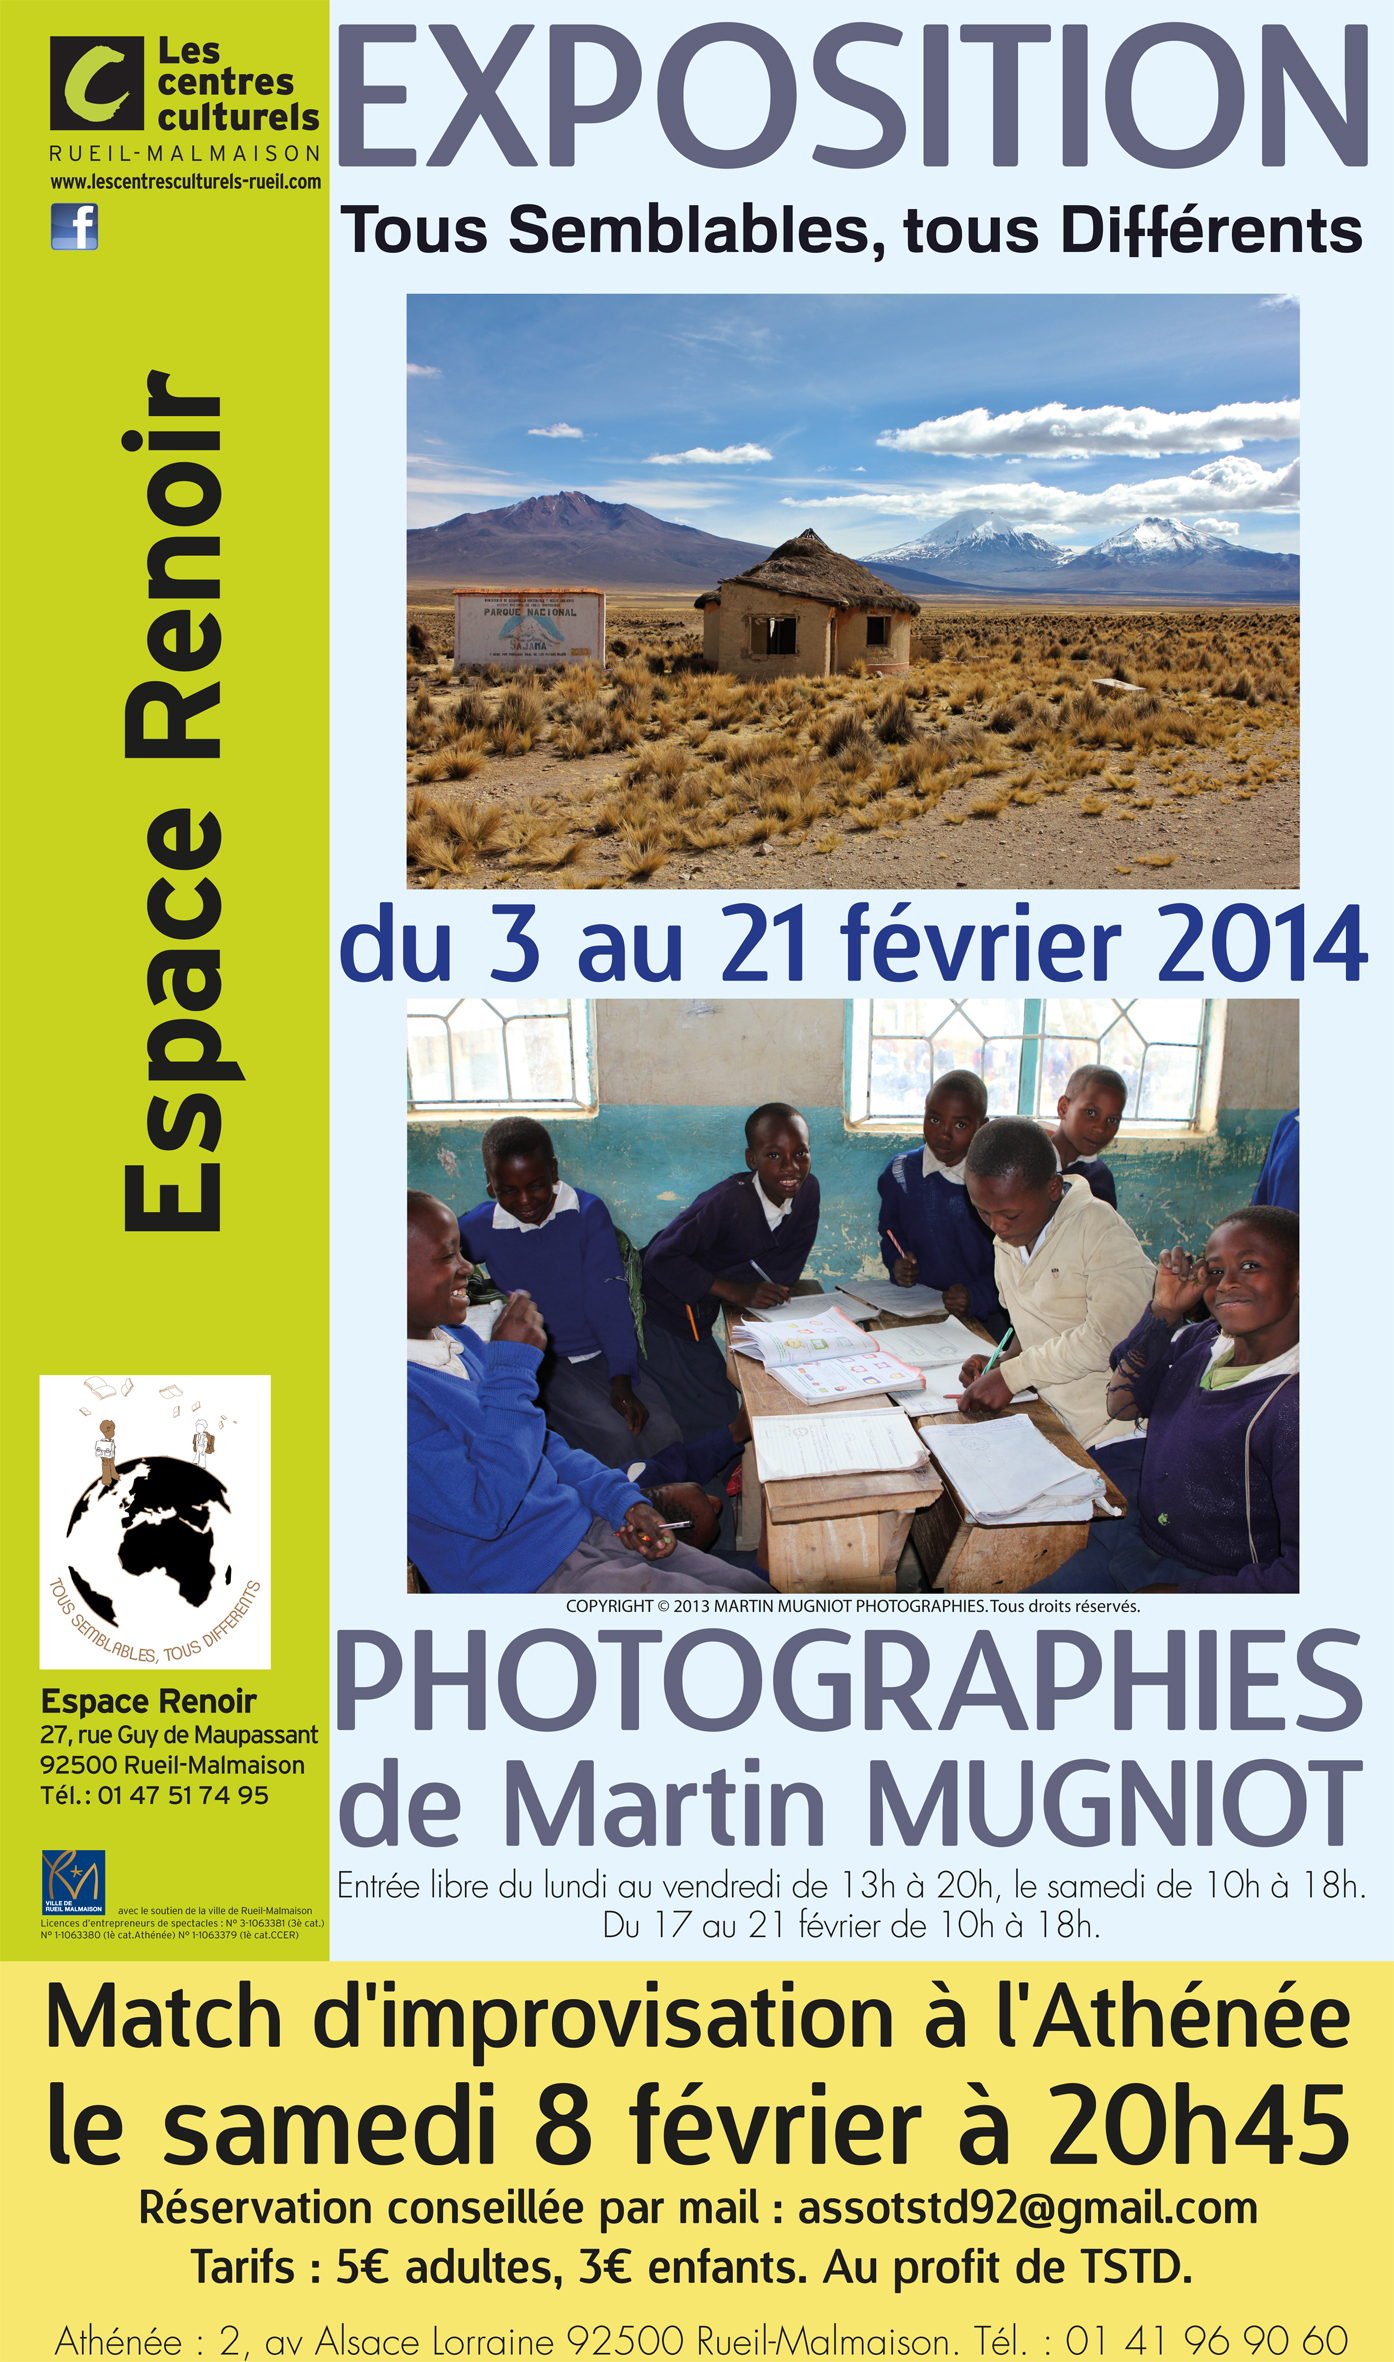 Les
centres
culturels
RUEIL-MALMAISON
www.lescentresculturels-rueil.com
f
Espace Renoir
EXPOSITION
Tous Semblables, tous Différents
PARQUE NACIONAL
SAJAMA
du 3 au 21 février 2014
COPYRIGHT © 2013 MARTIN MUGNIOT PHOTOGRAPHIES. Tous droits réservés.
PHOTOGRAPHIES
de Martin MUGNIOT
Entrée libre du lundi au vendredi de 13h à 20h, le samedi de 10h à 18h.
Du 17 au 21 février de 10h à 18h.
TOUS SEMBLABLES, TOUS DIFFERENTS
Espace Renoir
27, rue Guy de Maupassant
92500 Rueil-Malmaison
Tél.: 01 47 51 74 95
VILLE DE
RUEIL MALMAISON
avec le soutien de la ville de Rueil-Malmaison
Licences d'entrepreneurs de spectacles : N° 3-1063381 (3è cat.)
N° 1-1063380 (1è cat.Athénée) N° 1-1063379 (1è cat.CCER)
Match d'improvisation à l'Athénée
le samedi 8 février à 20h45
Réservation conseillée par mail : assotstd92@gmail.com
Tarifs : 5€ adultes, 3€ enfants. Au profit de TSTD.
Athénée : 2, av Alsace Lorraine 92500 Rueil-Malmaison. Tél. : 01 41 96 90 60